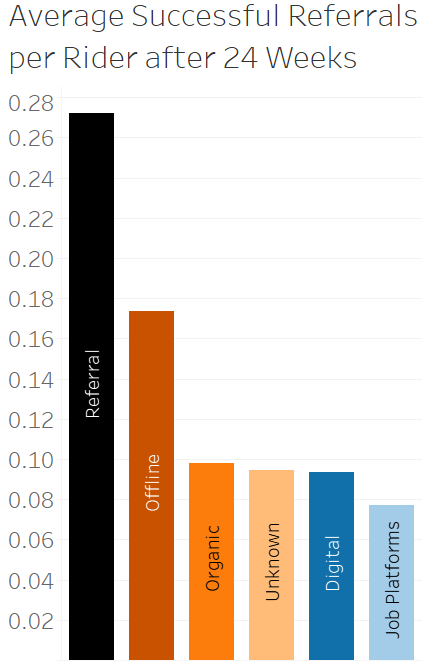 Average Successful Referrals
per Rider after 24 Weeks
0.28
0.26
0.24
0.22
0.20
0.18
0.16
0.14
0.12
0.10
0.08
0.06
0.04
0.02
Referral
Offline
Organic
Unknown
Digital
Job Platforms